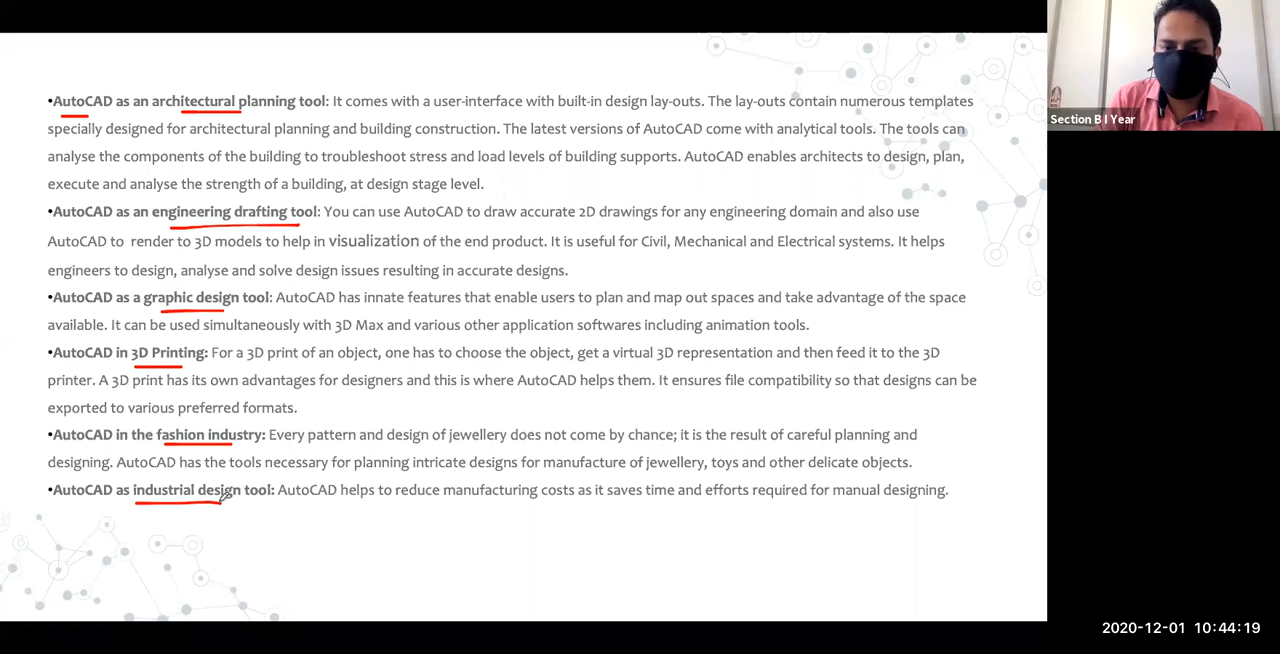 •AutoCAD as an architectural planning tool: It comes with a user-interface with built-in design lay-outs. The lay-outs contain numerous templates
specially designed for architectural planning and building construction. The latest versions of AutoCAD come with analytical tools. The tools can
analyse the components of the building to troubleshoot stress and load levels of building supports. AutoCAD enables architects to design, plan,
execute and analyse the strength of a building, at design stage level.
•AutoCAD as an engineering drafting tool: You can use AutoCAD to draw accurate 2D drawings for any engineering domain and also use
AutoCAD to render to 3D models to help in visualization of the end product. It is useful for Civil, Mechanical and Electrical systems. It helps
engineers to design, analyse and solve design issues resulting in accurate designs.
•AutoCAD as a graphic design tool: AutoCAD has innate features that enable users to plan and map out spaces and take advantage of the space
available. It can be used simultaneously with 3D Max and various other application softwares including animation tools.
•AutoCAD in 3D Printing: For a 3D print of an object, one has to choose the object, get a virtual 3D representation and then feed it to the 3D
printer. A 3D print has its own advantages for designers and this is where AutoCAD helps them. It ensures file compatibility so that designs can be
exported to various preferred formats.
•AutoCAD in the fashion industry: Every pattern and design of jewellery does not come by chance; it is the result of careful planning and
designing. AutoCAD has the tools necessary for planning intricate designs for manufacture of jewellery, toys and other delicate objects.
•AutoCAD as industrial design tool: AutoCAD helps to reduce manufacturing costs as it saves time and efforts required for manual designing.
Section B I Year
2020-12-01 10:44:19